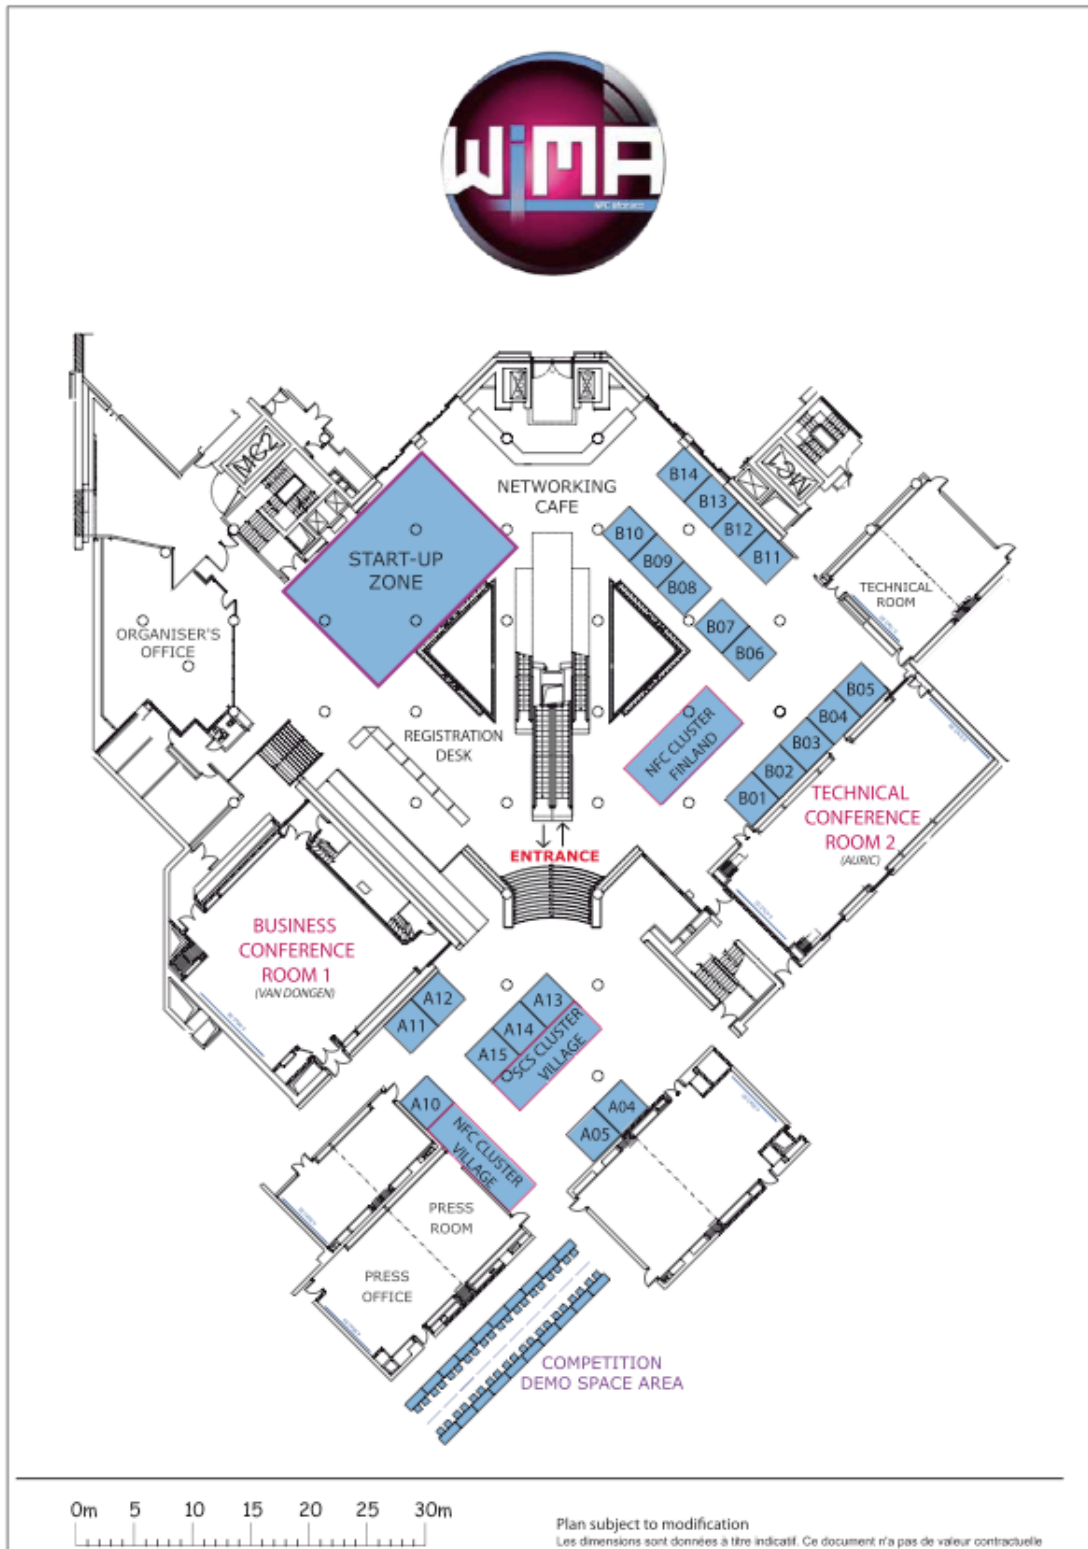 WiMA
NFC Monaco
MC2
MC2
NETWORKING
CAFE
START-UP
ZONE
B14
B13
B12
B11
B10
B09
B08
B07
B06
TECHNICAL
ROOM
ORGANISER'S
OFFICE
REGISTRATION
DESK
NFC CLUSTER
FINLAND
B05
B04
B03
B02
B01
TECHNICAL
CONFERENCE
ROOM 2
(AURIC)
ENTRANCE
BUSINESS
CONFERENCE
ROOM 1
(VAN DONGEN)
A12
A11
A13
A14
A15
SCS CLUSTER
VILLAGE
A10
NFC CLUSTER
VILLAGE
A04
A05
PRESS
ROOM
PRESS
OFFICE
COMPETITION
DEMO SPACE AREA
0m 5 10 15 20 25 30m
Plan subject to modification
Les dimensions sont données à titre indicatif. Ce document n'a pas de valeur contractuelle